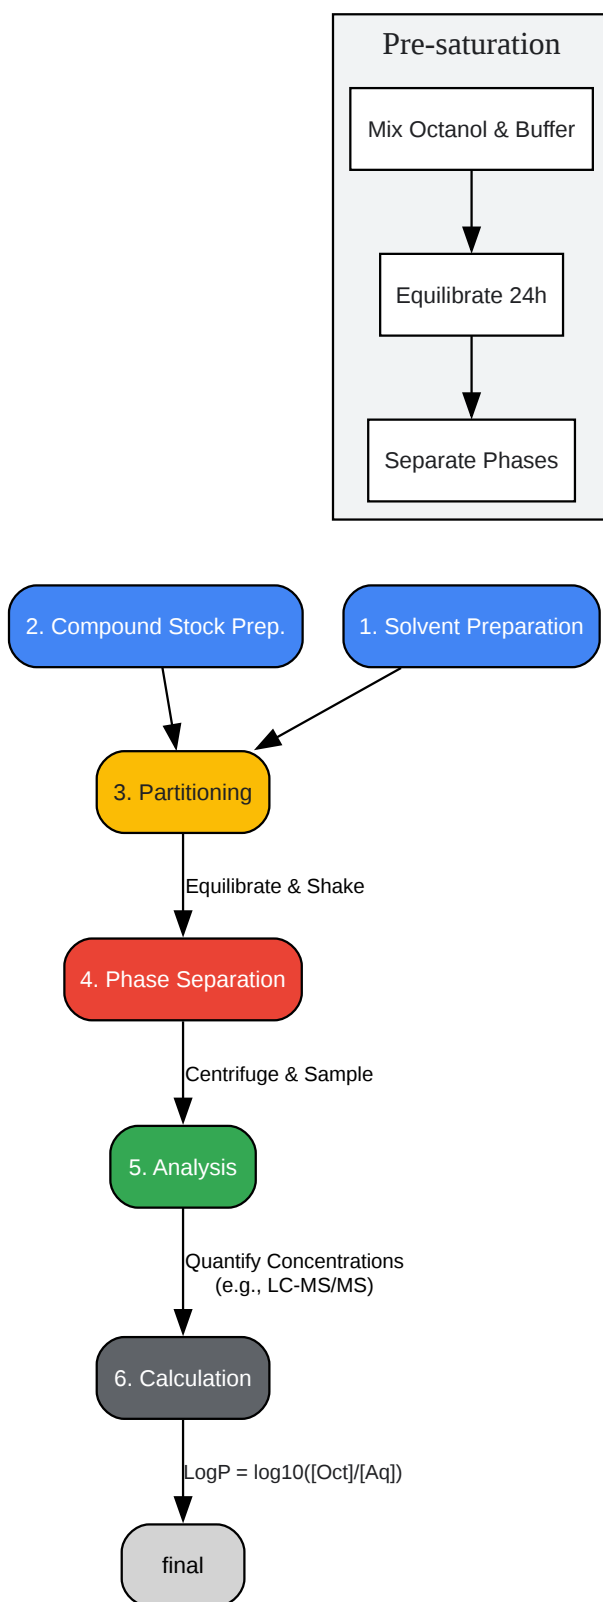 Pre-saturation
Mix Octanol & Buffer
Equilibrate 24h
Separate Phases
2. Compound Stock Prep.
1. Solvent Preparation
3. Partitioning
Equilibrate & Shake
4. Phase Separation
Centrifuge & Sample
5. Analysis
Quantify Concentrations
(e.g., LC-MS/MS)
6. Calculation
LogP = log10([Oct]/[Aq])
final